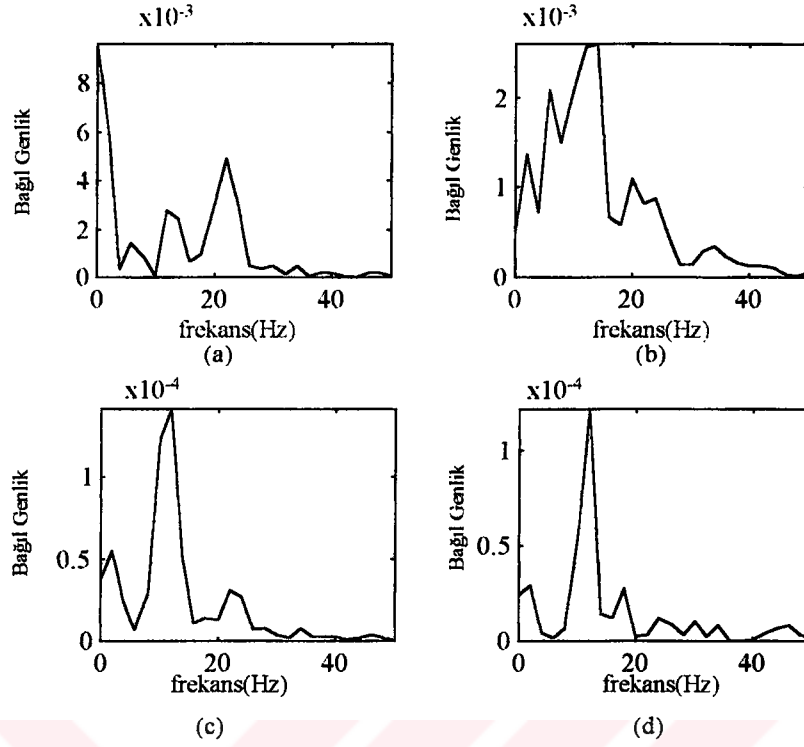 x10-3
x10-3
8
6
4
2
0
Bağıl Genlik
0 20 40
frekans(Hz)
(a)
2
1
0
Bağıl Genlik
0 20 40
frekans(Hz)
(b)
x10-4
x10-4
1
0.5
0
Bağıl Genlik
0 20 40
frekans(Hz)
(c)
1
0.5
0
Bağıl Genlik
0 20 40
frekans(Hz)
(d)